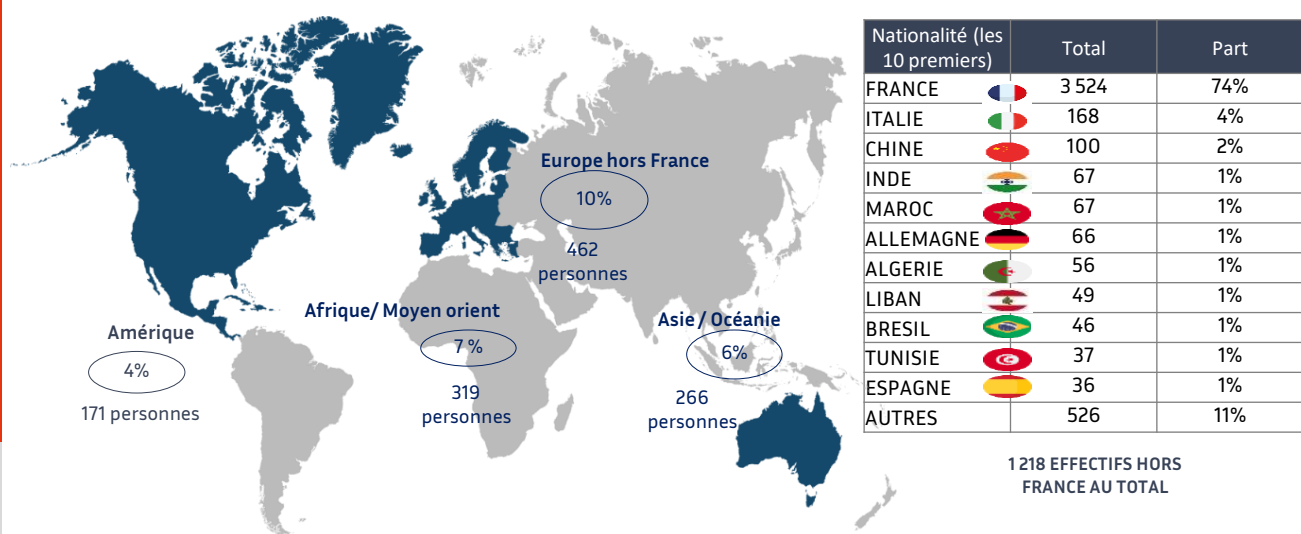 Europe hors France
10%
462
personnes
Afrique/ Moyen orient
7 %
319
personnes
Asie / Océanie
6%
266
personnes
Amérique
4%
171 personnes
Nationalité (les
10 premiers) Total Part
FRANCE 3 524 74%
ITALIE 168 4%
CHINE 100 2%
INDE 67 1%
MAROC 67 1%
ALLEMAGNE 66 1%
ALGERIE 56 1%
LIBAN 49 1%
BRESIL 46 1%
TUNISIE 37 1%
ESPAGNE 36 1%
AUTRES 526 11%
1 218 EFFECTIFS HORS
FRANCE AU TOTAL